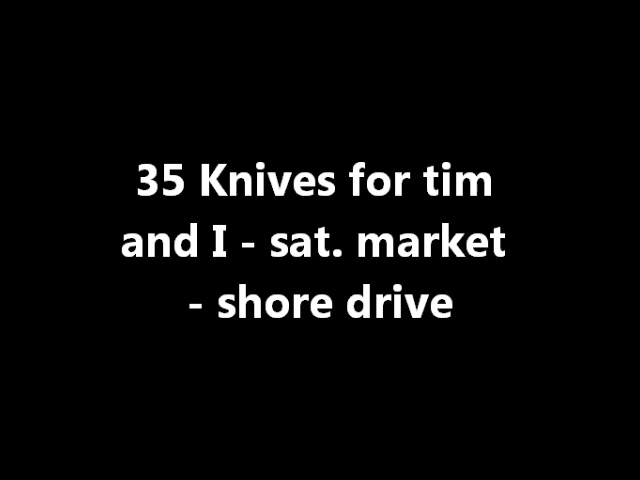 35 Knives for tim
and I - sat. market
- shore drive